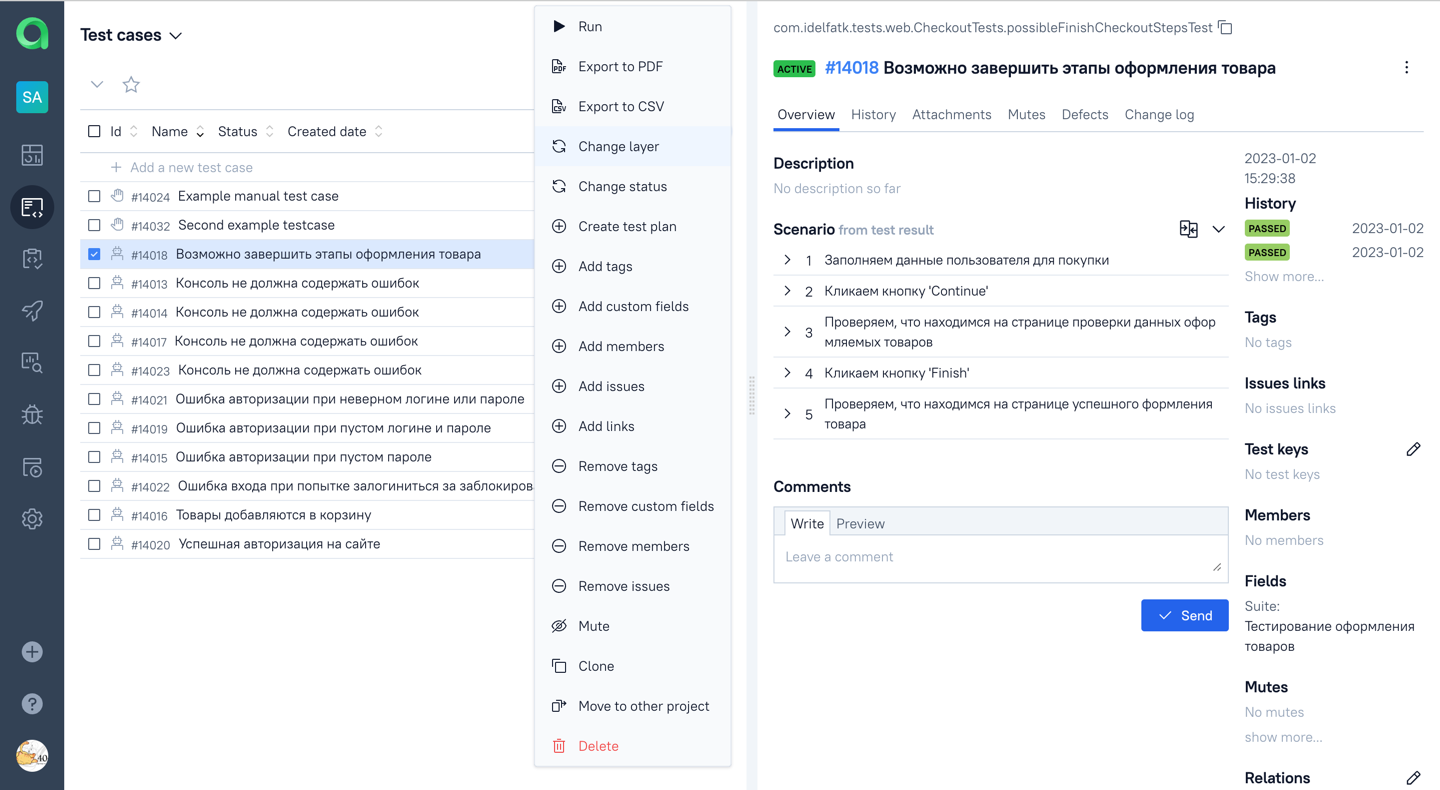 SA
Test cases
Id Name Status Created date
Add a new test case
#14024 Example manual test case
#14032 Second example testcase
#14018 Возможно завершить этапы оформления товара
#14013 Консоль не должна содержать ошибок
#14014 Консоль не должна содержать ошибок
#14017 Консоль не должна содержать ошибок
#14023 Консоль не должна содержать ошибок
#14021 Ошибка авторизации при неверном логине или пароле
#14019 Ошибка авторизации при пустом логине и пароле
#14015 Ошибка авторизации при пустом пароле
#14022 Ошибка входа при попытке залогиниться за заблокиров
#14016 Товары добавляются в корзину
#14020 Успешная авторизация на сайте
Run
Export to PDF
Export to CSV
Change layer
Change status
Create test plan
Add tags
Add custom fields
Add members
Add issues
Add links
Remove tags
Remove custom fields
Remove members
Remove issues
Mute
Clone
Move to other project
Delete
com.idelfatk.tests.web.CheckoutTests.possibleFinishCheckoutStepsTest
ACTIVE #14018 Возможно завершить этапы оформления товара
Overview History Attachments Mutes Defects Change log
Description
No description so far
Scenario from test result
1 Заполняем данные пользователя для покупки
2 Кликаем кнопку 'Continue'
3 Проверяем, что находимся на странице проверки данных офор
мляемых товаров
4 Кликаем кнопку 'Finish'
5 Проверяем, что находимся на странице успешного формления
товара
Comments
Write Preview
Leave a comment
Send
2023-01-02
15:29:38
History
PASSED 2023-01-02
PASSED 2023-01-02
Show more...
Tags
No tags
Issues links
No issues links
Test keys
No test keys
Members
No members
Fields
Suite:
Тестирование оформления
товаров
Mutes
No mutes
show more...
Relations